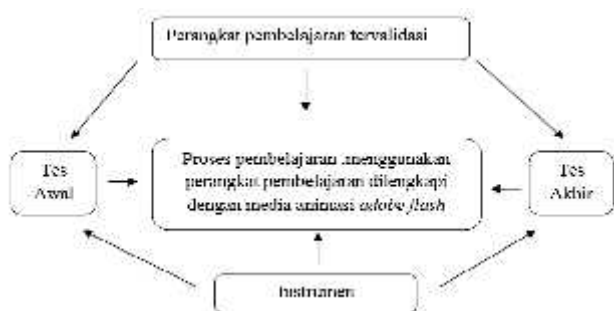 Perangkat pembelajaran tervalidasi
Tes
Awal
Proses pembelajaran menggunakan
perangkat pembelajaran dilengkapi
dengan media animasi adobe flash
Tes
Akhir
Instrumen